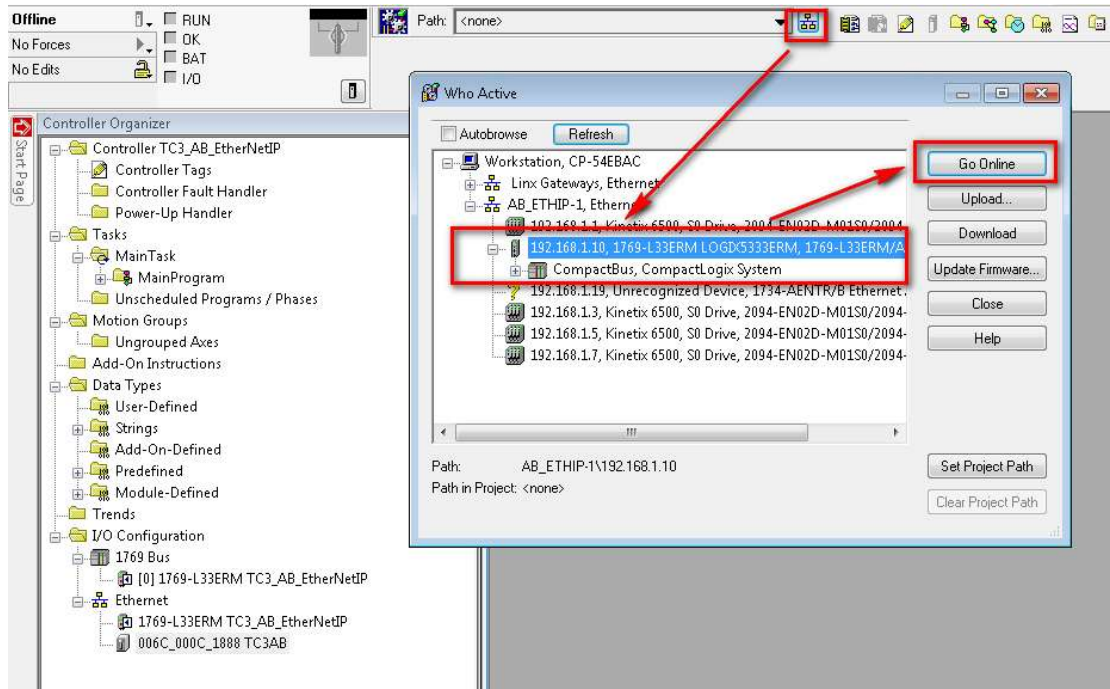 Offline
RUN
Path: <none>
No Forces
OK
BAT
No Edits
I/O
Start Page
Controller Organizer
Controller TC3_AB_EtherNetIP
Controller Tags
Controller Fault Handler
Power-Up Handler
Tasks
MainTask
MainProgram
Unscheduled Programs / Phases
Motion Groups
Ungrouped Axes
Add-On Instructions
Data Types
User-Defined
Strings
Add-On-Defined
Predefined
Module-Defined
Trends
I/O Configuration
1769 Bus
[0] 1769-L33ERM TC3_AB_EtherNetIP
Ethernet
1769-L33ERM TC3_AB_EtherNetIP
006C_000C_1888 TC3AB
Who Active
Autobrowse Refresh
Workstation, CP-54EBAC
Linx Gateways, Ethernet
AB_ETHIP-1, Ethernet
192.168.1.1, Kinetix 6500, S0 Drive, 2094-EN02D-M01S0/2094-
192.168.1.10, 1769-L33ERM LOGIX5333ERM, 1769-L33ERM/A
CompactBus, CompactLogix System
192.168.1.19, Unrecognized Device, 1734-AENTR/B Ethernet
192.168.1.3, Kinetix 6500, S0 Drive, 2094-EN02D-M01S0/2094-
192.168.1.5, Kinetix 6500, S0 Drive, 2094-EN02D-M01S0/2094-
192.168.1.7, Kinetix 6500, S0 Drive, 2094-EN02D-M01S0/2094-
Go Online
Upload...
Download
Update Firmware...
Close
Help
Path: AB_ETHIP-1\192.168.1.10
Path in Project: <none>
Set Project Path
Clear Project Path